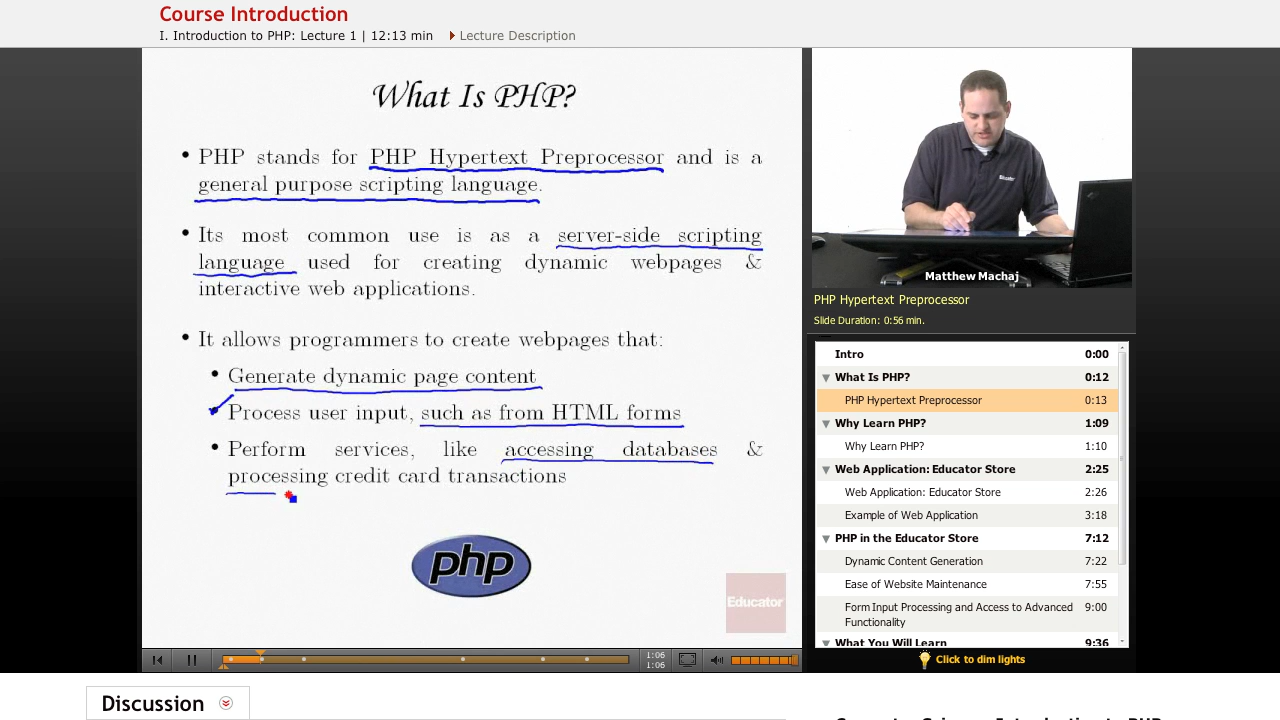 Course Introduction
I. Introduction to PHP: Lecture 1 | 12:13 min
Lecture Description
What Is PHP?
• PHP stands for PHP Hypertext Preprocessor and is a
general purpose scripting language.
• Its most common use is as a server-side scripting
language used for creating dynamic webpages &
interactive web applications.
• It allows programmers to create webpages that:
• Generate dynamic page content
• Process user input, such as from HTML forms
• Perform services, like accessing databases &
processing credit card transactions
php
Educator
1:06
1:06
Educator
Matthew Machaj
PHP Hypertext Preprocessor
Slide Duration: 0:56 min.
Intro 0:00
What Is PHP? 0:12
PHP Hypertext Preprocessor 0:13
Why Learn PHP? 1:09
Why Learn PHP? 1:10
Web Application: Educator Store 2:25
Web Application: Educator Store 2:26
Example of Web Application 3:18
PHP in the Educator Store 7:12
Dynamic Content Generation 7:22
Ease of Website Maintenance 7:55
Form Input Processing and Access to Advanced 9:00
Functionality
What You Will Learn 9:36
Click to dim lights
Discussion
Computer Science: Introduction to PHP